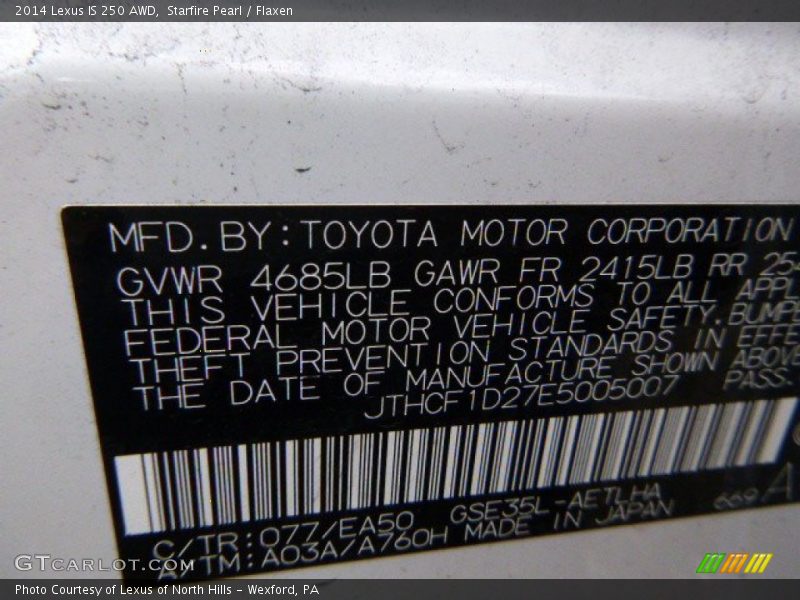 2014 Lexus IS 250 AWD, Starfire Pearl / Flaxen
MFD. BY: TOYOTA MOTOR CORPORATION
GVWR 4685LB GAWR FR 2415LB RR
THIS VEHICLE CONFORMS TO ALL
FEDERAL MOTOR VEHICLE SAFETY,
THEFT PREVENTION STANDARDS IN
THE DATE OF MANUFACTURE SHOWN ABOVE
JTHCF1D27E5005007 PASS.
C/TR:077/EA50 GSE35L-AETLHA 669 A
A/TM:A03A/A760H MADE IN JAPAN
GTCARLOT.COM
Photo Courtesy of Lexus of North Hills - Wexford, PA